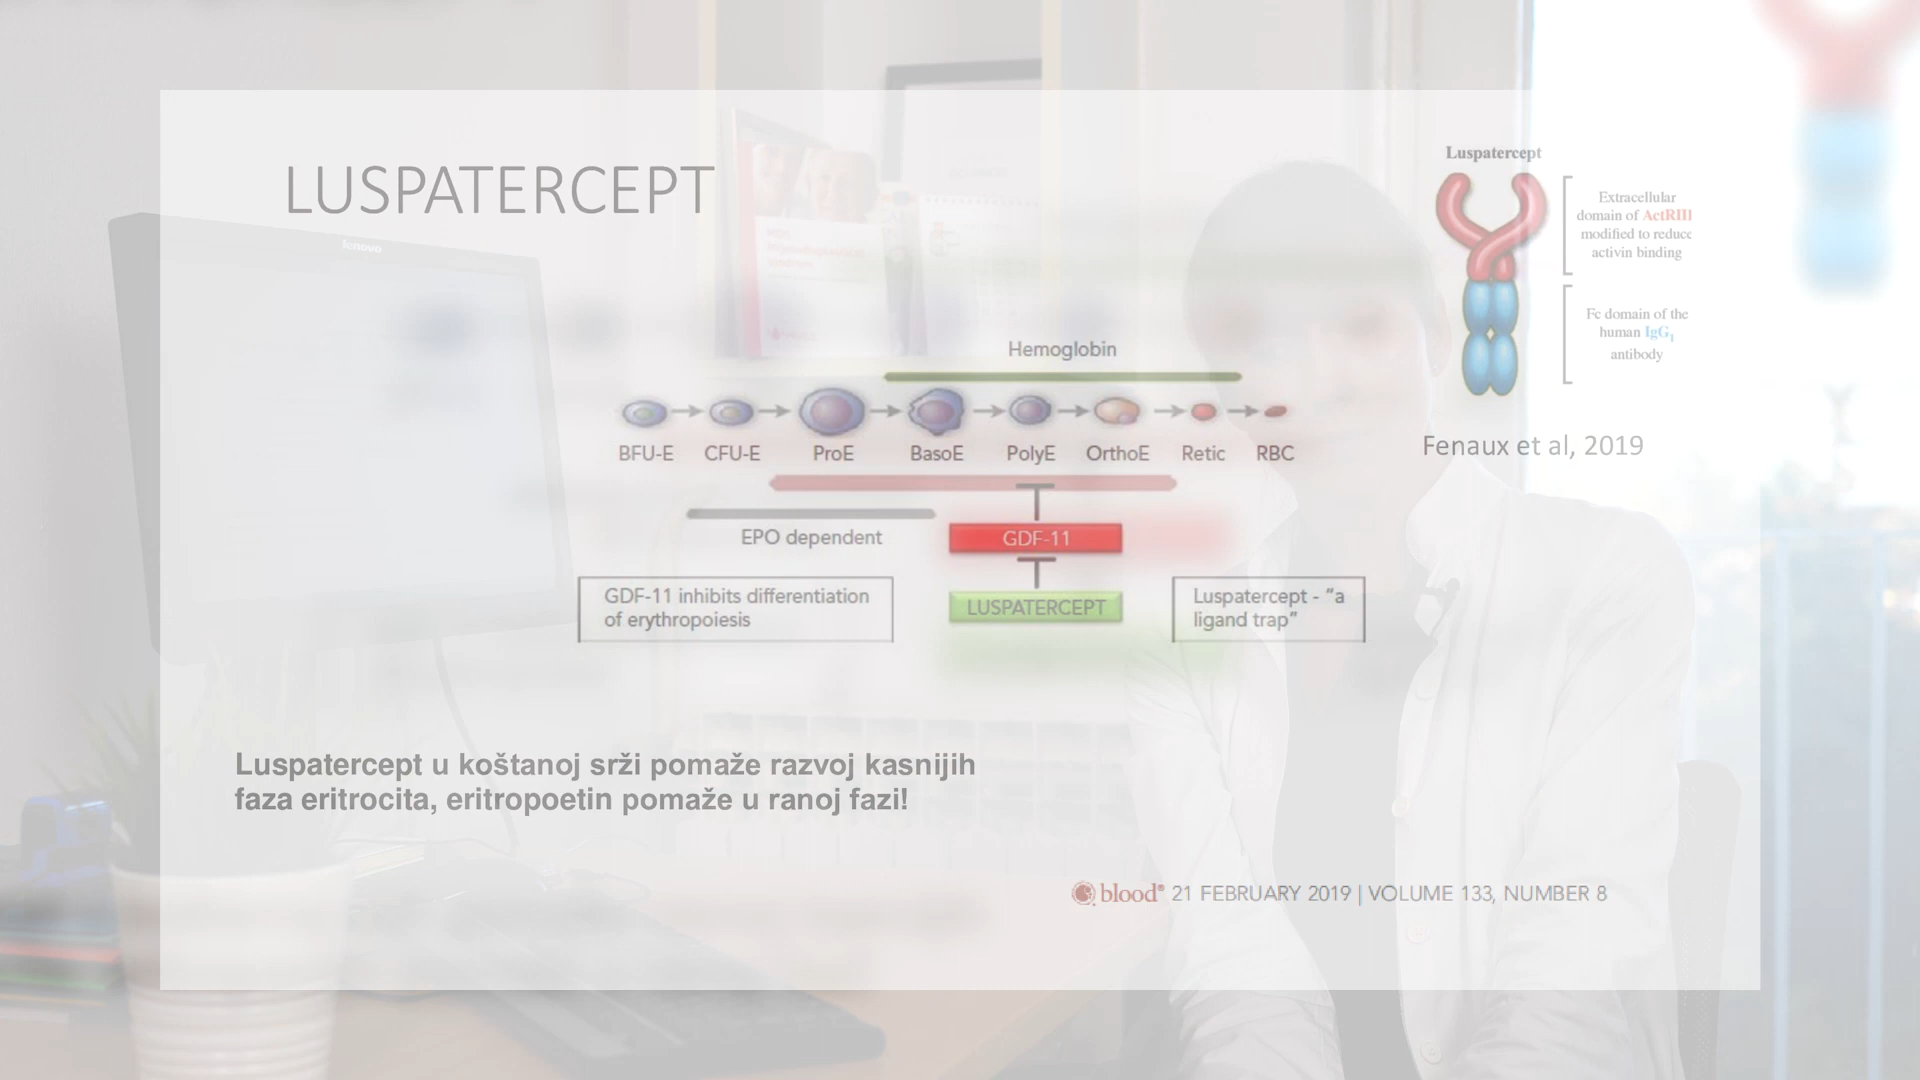 LUSPATERCEPT
Luspatercept
Extracellular
domain of ActRIII
modified to reduce
activin binding
Fc domain of the
human IgG1
antibody
Fenaux et al, 2019
lenovo
Hemoglobin
BFU-E CFU-E ProE BasoE PolyE OrthoE Retic RBC
EPO dependent
GDF-11
LUSPATERCEPT
GDF-11 inhibits differentiation
of erythropoiesis
Luspatercept - "a
ligand trap"
Luspatercept u koštanoj srži pomaže razvoj kasnijih
faza eritrocita, eritropoetin pomaže u ranoj fazi!
blood® 21 FEBRUARY 2019 | VOLUME 133, NUMBER 8